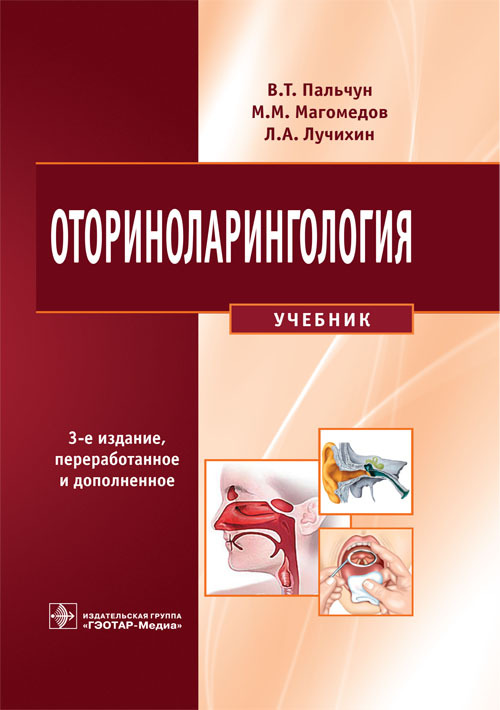 В.Т. Пальчун
М.М. Магомедов
Л.А. Лучихин
ОТОРИНОЛАРИНГОЛОГИЯ
УЧЕБНИК
3-е издание,
переработанное
и дополненное
ИЗДАТЕЛЬСКАЯ ГРУППА
«ГЭОТАР-Медиа»